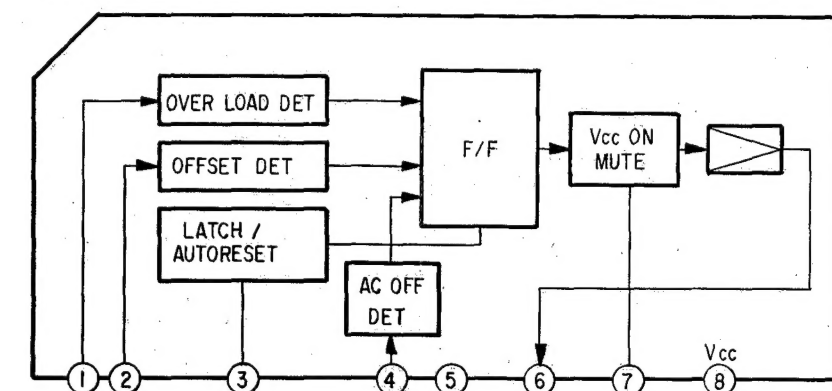 OVER LOAD DET
OFFSET DET
LATCH /
AUTORESET
AC OFF
DET
F/F
Vcc ON
MUTE
Vcc
1 2 3 4 5 6 7 8